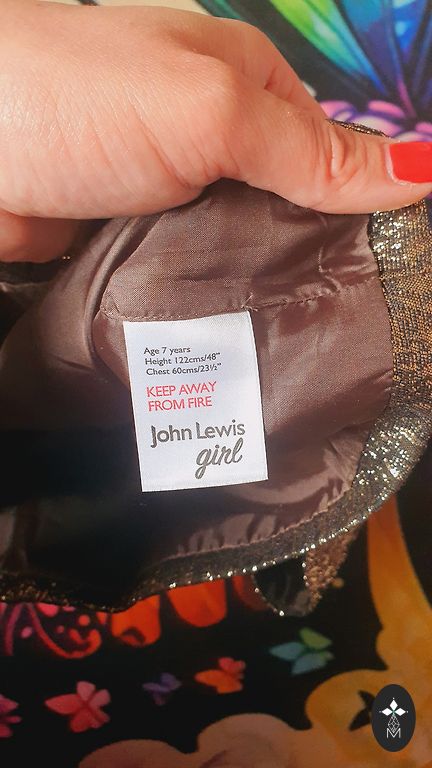 Age 7 years
Height 122cms/48"
Chest 60cms/23½"
KEEP AWAY
FROM FIRE
John Lewis
girl
M